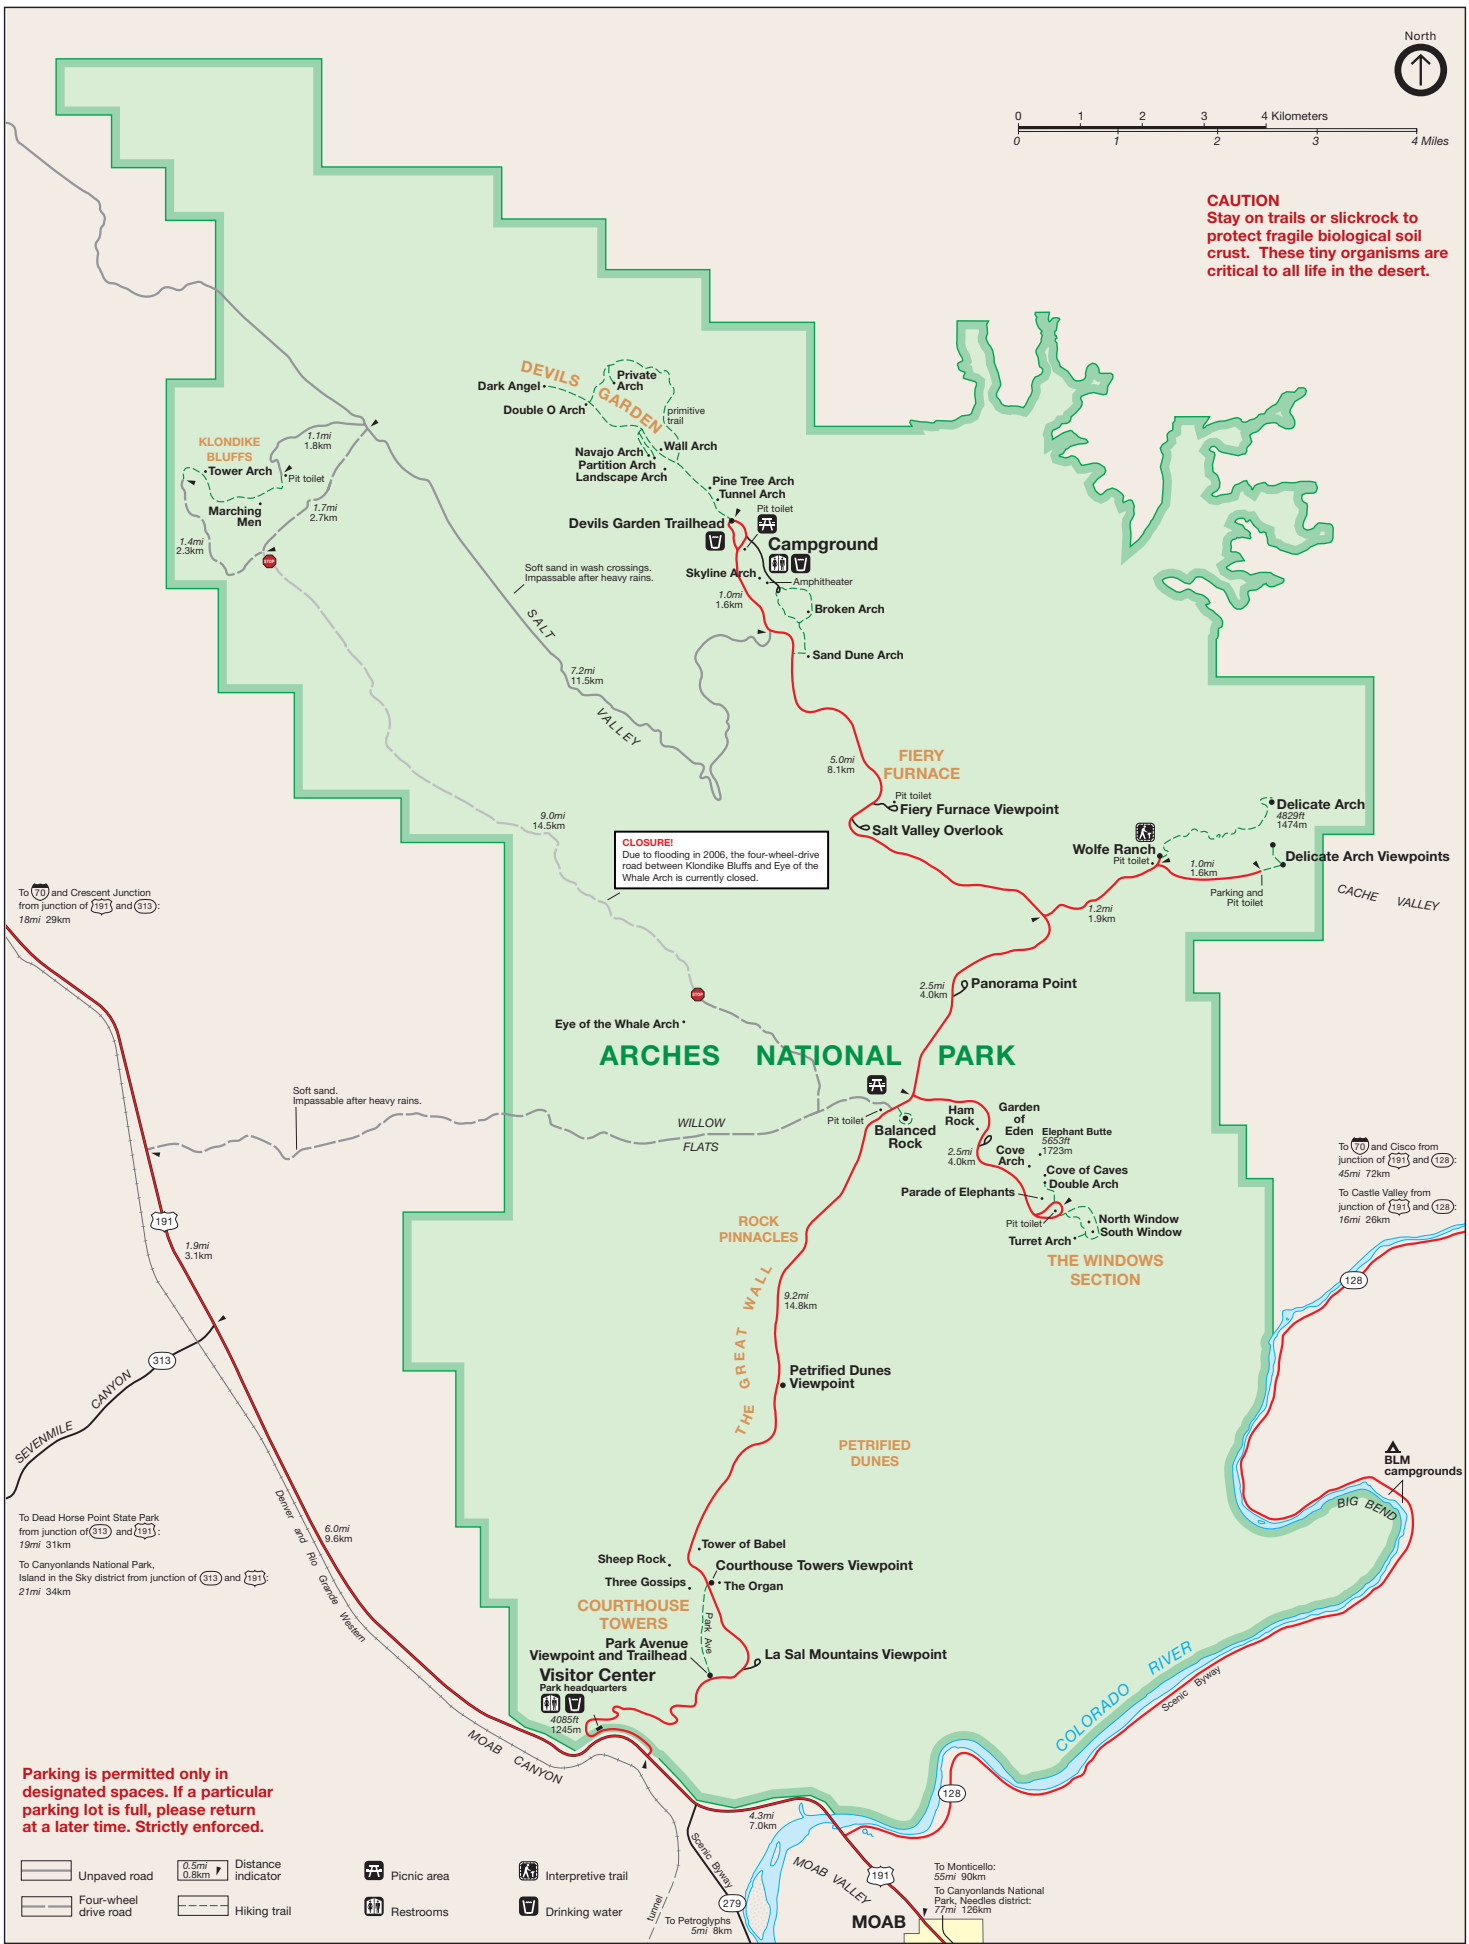 North
0 1 2 3 4 Kilometers
0 1 2 3 4 Miles
CAUTION
Stay on trails or slickrock to
protect fragile biological soil
crust. These tiny organisms are
critical to all life in the desert.
DEVILS
GARDEN
Private
Arch
Dark Angel
Double O Arch
primitive
trail
Wall Arch
Navajo Arch
Partition Arch
Landscape Arch
Pine Tree Arch
Tunnel Arch
Pit toilet
Devils Garden Trailhead
Campground
Skyline Arch
Amphitheater
1.0mi
1.6km
Broken Arch
Sand Dune Arch
KLONDIKE
BLUFFS
1.1mi
1.8km
Tower Arch
Pit toilet
Marching
Men
1.7mi
2.7km
1.4mi
2.3km
STOP
Soft sand in wash crossings.
Impassable after heavy rains.
SALT
7.2mi
11.5km
VALLEY
FIERY
FURNACE
5.0mi
8.1km
Pit toilet
Fiery Furnace Viewpoint
Salt Valley Overlook
9.0mi
14.5km
CLOSURE!
Due to flooding in 2006, the four-wheel-drive
road between Klondike Bluffs and Eye of the
Whale Arch is currently closed.
Delicate Arch
4829ft
1474m
Wolfe Ranch
Pit toilet
1.0mi
1.6km
Delicate Arch Viewpoints
Parking and
Pit toilet
CACHE VALLEY
1.2mi
1.9km
To 70 and Crescent Junction
from junction of 191 and 313:
18mi 29km
2.5mi
4.0km
Panorama Point
STOP
Eye of the Whale Arch
ARCHES NATIONAL PARK
Soft sand.
Impassable after heavy rains.
WILLOW
FLATS
Pit toilet
Balanced
Rock
Ham
Rock
Garden
of
Eden
Elephant Butte
5653ft
1723m
2.5mi
4.0km
Cove
Arch
Cove of Caves
Double Arch
Parade of Elephants
Pit toilet
North Window
South Window
Turret Arch
THE WINDOWS
SECTION
To 70 and Cisco from
junction of 191 and 128:
45mi 72km
To Castle Valley from
junction of 191 and 128:
16mi 26km
128
191
1.9mi
3.1km
ROCK
PINNACLES
THE GREAT WALL
9.2mi
14.8km
313
SEVENMILE CANYON
Petrified Dunes
Viewpoint
PETRIFIED
DUNES
BLM
campgrounds
BIG BEND
To Dead Horse Point State Park
from junction of 313 and 191:
19mi 31km
To Canyonlands National Park,
Island in the Sky district from junction of 313 and 191:
21mi 34km
Denver and Rio Grande Western
6.0mi
9.6km
Tower of Babel
Sheep Rock
Courthouse Towers Viewpoint
Three Gossips
The Organ
COURTHOUSE
TOWERS
Park Ave
Park Avenue
Viewpoint and Trailhead
La Sal Mountains Viewpoint
Visitor Center
Park headquarters
4085ft
1245m
COLORADO RIVER
Scenic Byway
MOAB CANYON
Parking is permitted only in
designated spaces. If a particular
parking lot is full, please return
at a later time. Strictly enforced.
128
4.3mi
7.0km
Scenic Byway
MOAB VALLEY
191
279
tunnel
To Petroglyphs
5mi 8km
To Monticello:
55mi 90km
To Canyonlands National
Park, Needles district:
77mi 126km
MOAB
Unpaved road
0.5mi
0.8km
Distance
indicator
Picnic area
Interpretive trail
Four-wheel
drive road
Hiking trail
Restrooms
Drinking water